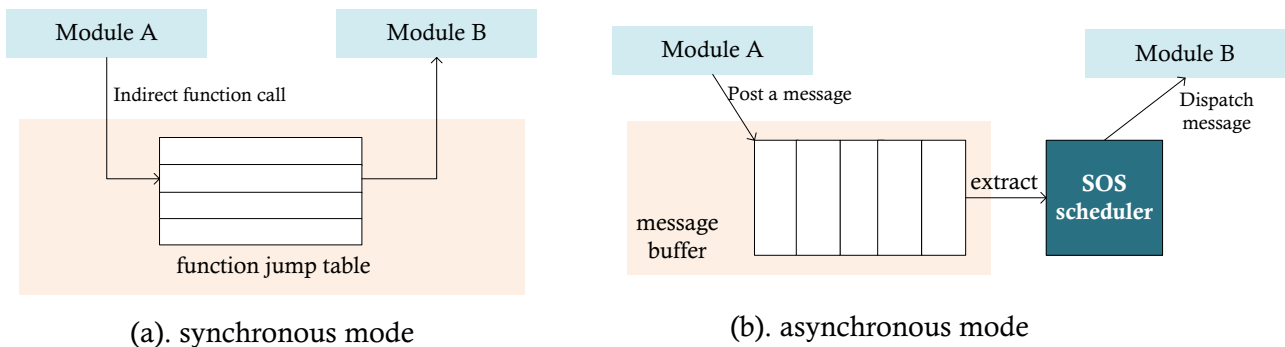 Module A
Module B
Indirect function call
function jump table
(a). synchronous mode
Module A
Module B
Post a message
Dispatch
message
extract
SOS
scheduler
message
buffer
(b). asynchronous mode